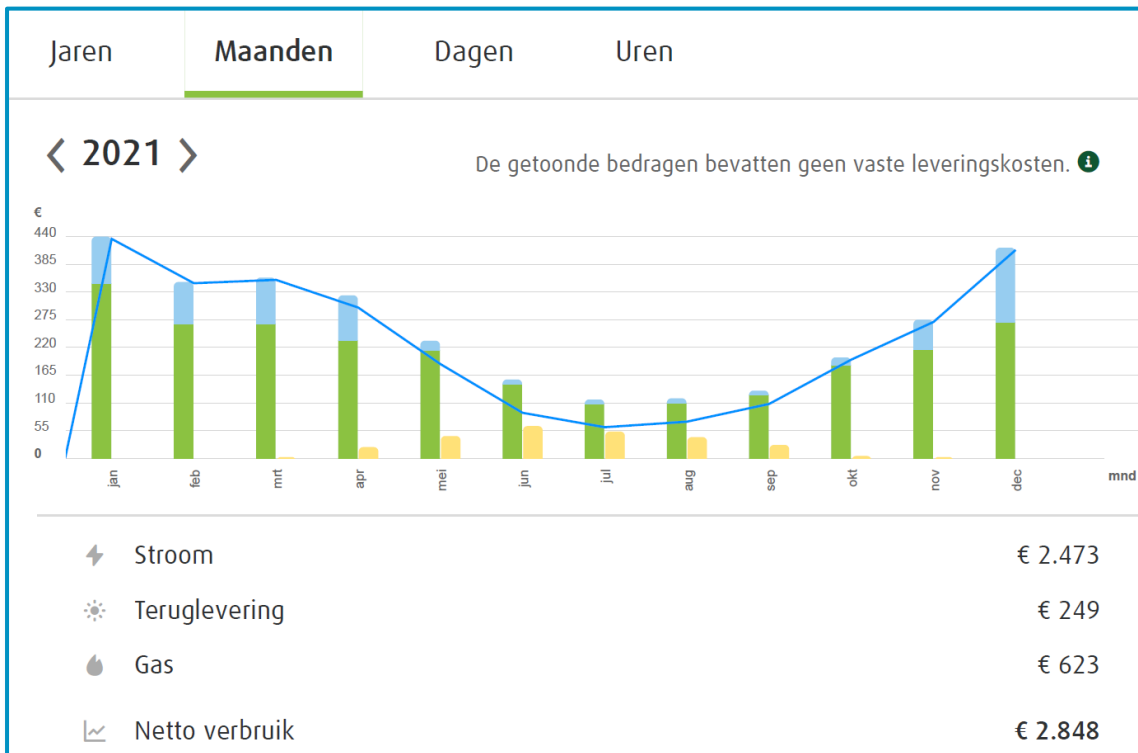 Jaren Maanden Dagen Uren
2021
De getoonde bedragen bevatten geen vaste leveringskosten.
€
440
385
330
275
220
165
110
55
0
jan feb mrt apr mei jun jul aug sep okt nov dec mnd
Stroom € 2.473
Teruglevering € 249
Gas € 623
Netto verbruik € 2.848